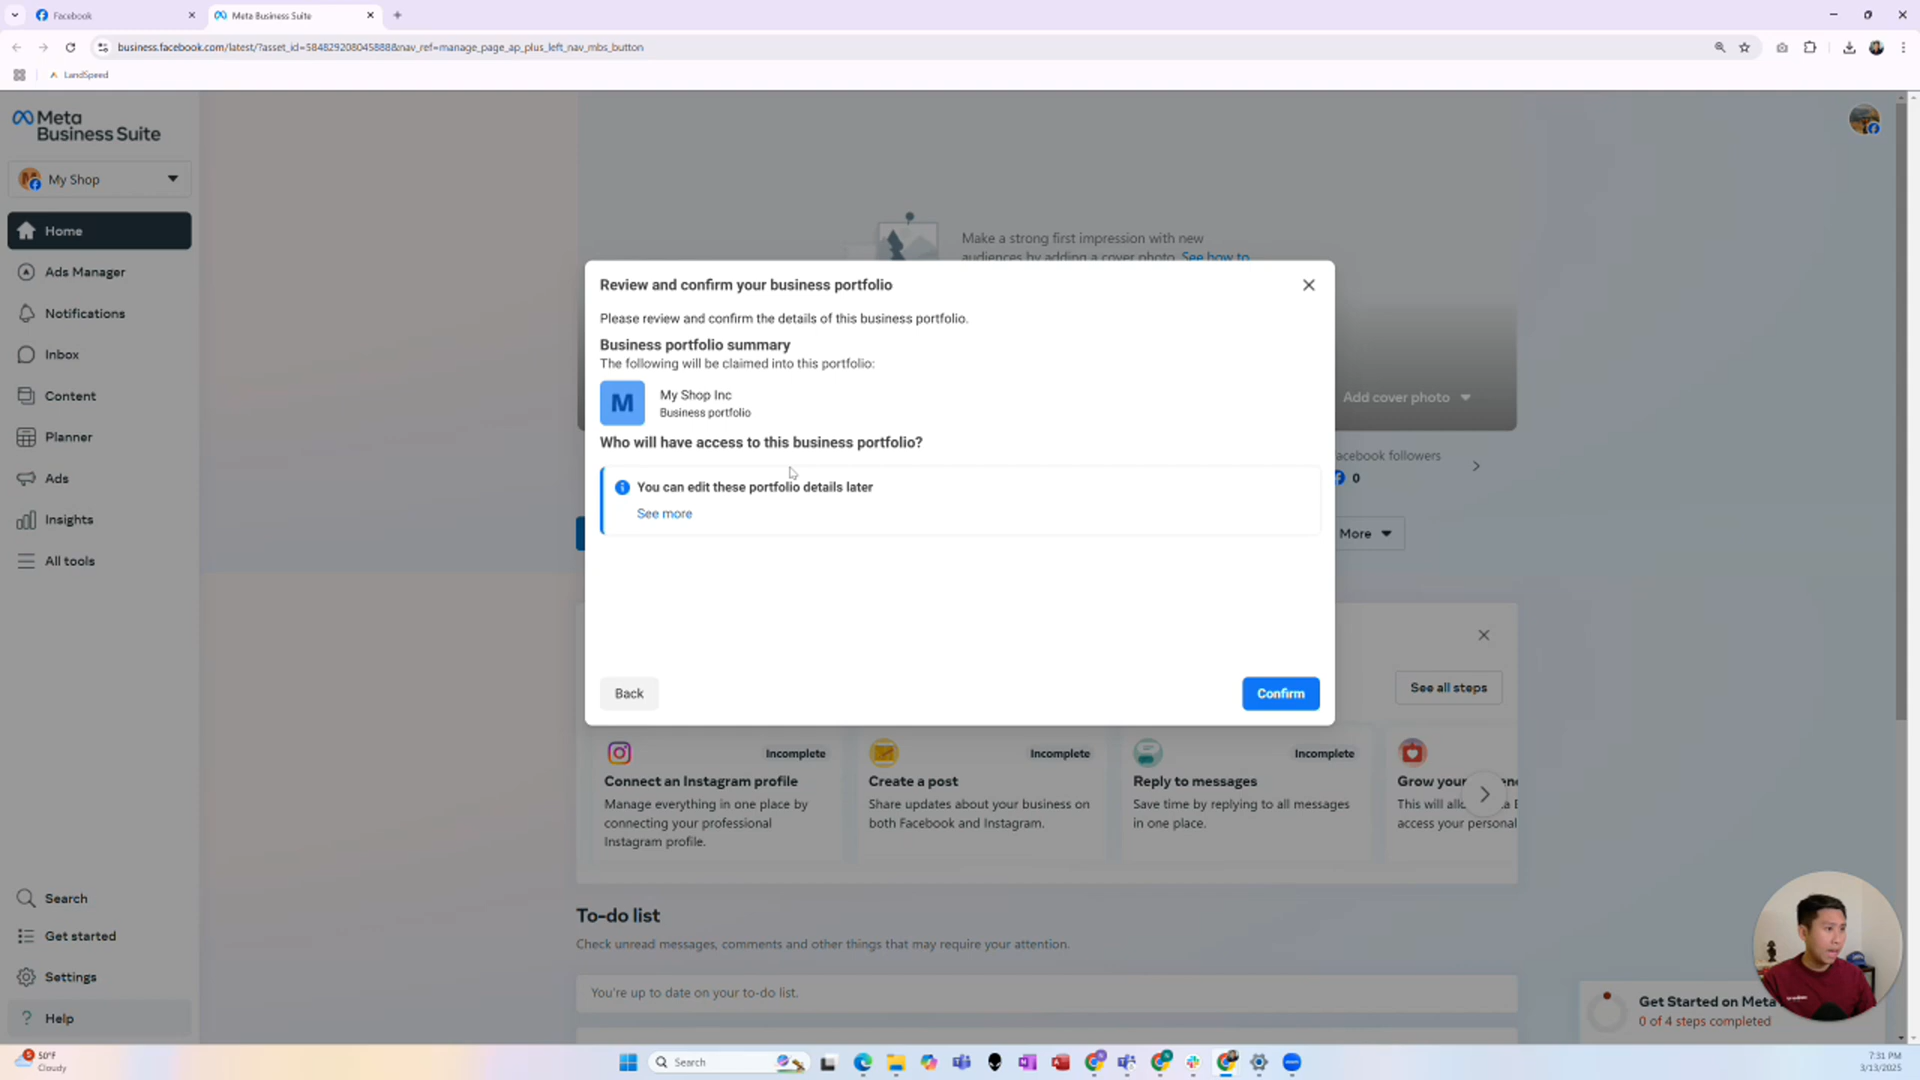 Facebook
Meta Business Suite
business.facebook.com/latest/?asset_id=584829208045888&nav_ref=manage_page_ap_plus_left_nav_mbs_button
LandSpeed
Meta
Business Suite
My Shop
Home
Ads Manager
Notifications
Inbox
Content
Planner
Ads
Insights
All tools
Search
Get started
Settings
Help
Make a strong first impression with new
audiences by adding a cover photo. See how to
Add cover photo
Review and confirm your business portfolio
Please review and confirm the details of this business portfolio.
Business portfolio summary
The following will be claimed into this portfolio:
M
My Shop Inc
Business portfolio
Who will have access to this business portfolio?
You can edit these portfolio details later
See more
Back
Confirm
acebook followers
0
More
See all steps
Incomplete
Connect an Instagram profile
Manage everything in one place by
connecting your professional
Instagram profile.
Incomplete
Create a post
Share updates about your business on
both Facebook and Instagram.
Incomplete
Reply to messages
Save time by replying to all messages
in one place.
Grow your
This will all
access your personal
To-do list
Check unread messages, comments and other things that may require your attention.
You're up to date on your to-do list.
Get Started on Meta
0 of 4 steps completed
50°F
Cloudy
Search
7:31 PM
3/13/2025